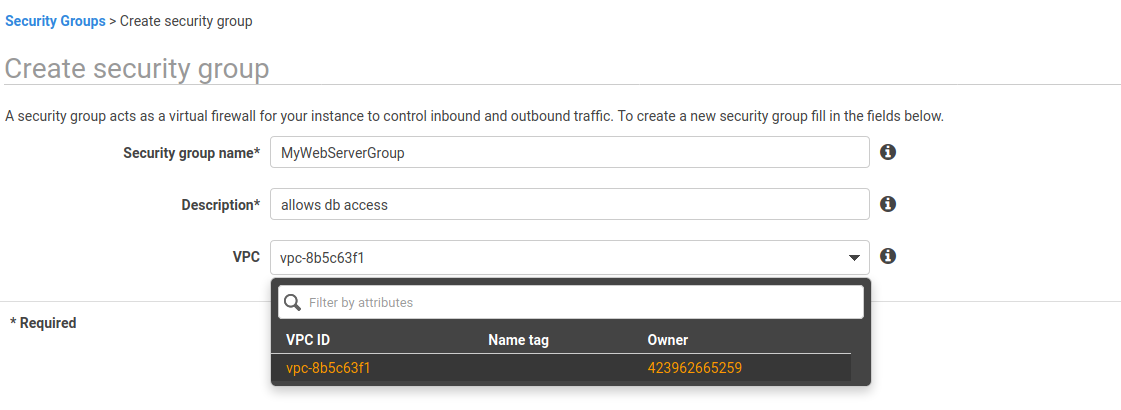 Security Groups > Create security group
Create security group
A security group acts as a virtual firewall for your instance to control inbound and outbound traffic. To create a new security group fill in the fields below.
Security group name* MyWebServerGroup
Description* allows db access
VPC vpc-8b5c63f1
Filter by attributes
* Required
VPC ID Name tag Owner
vpc-8b5c63f1 423962665259